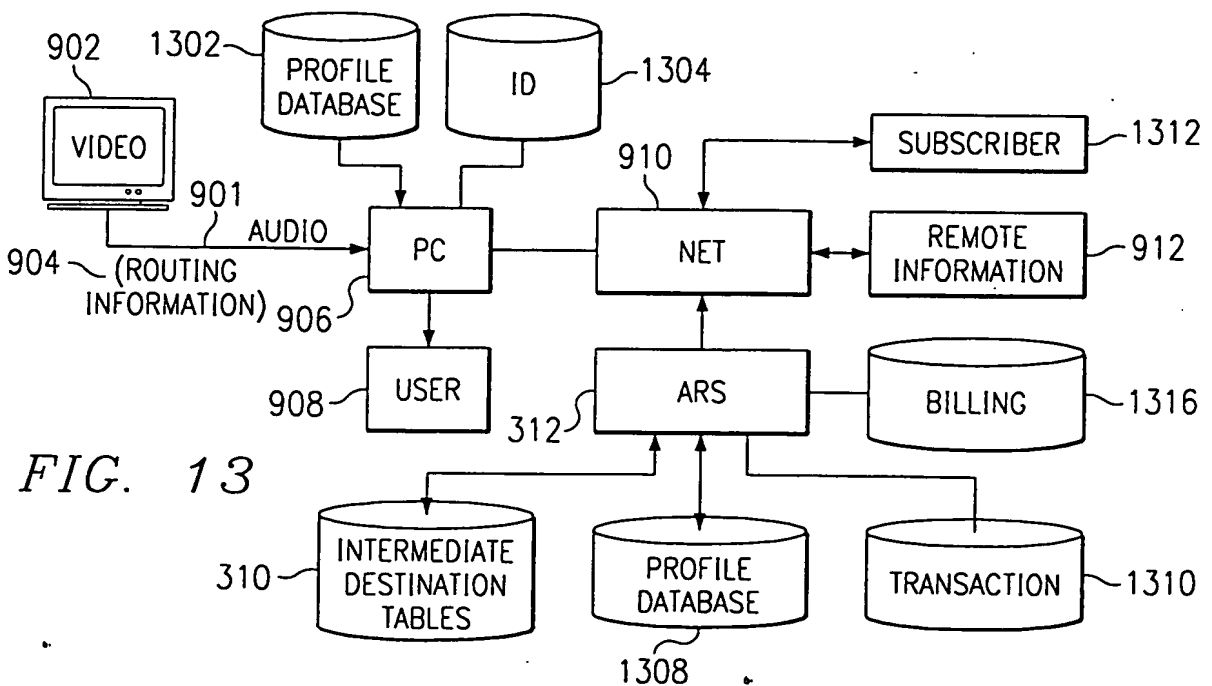 1302
902
PROFILE
DATABASE
ID
1304
VIDEO
910
SUBSCRIBER
1312
901
AUDIO
PC
NET
REMOTE
INFORMATION
912
904
(ROUTING
INFORMATION)
906
USER
908
ARS
312
BILLING
1316
FIG. 13
310
INTERMEDIATE
DESTINATION
TABLES
PROFILE
DATABASE
1308
TRANSACTION
1310